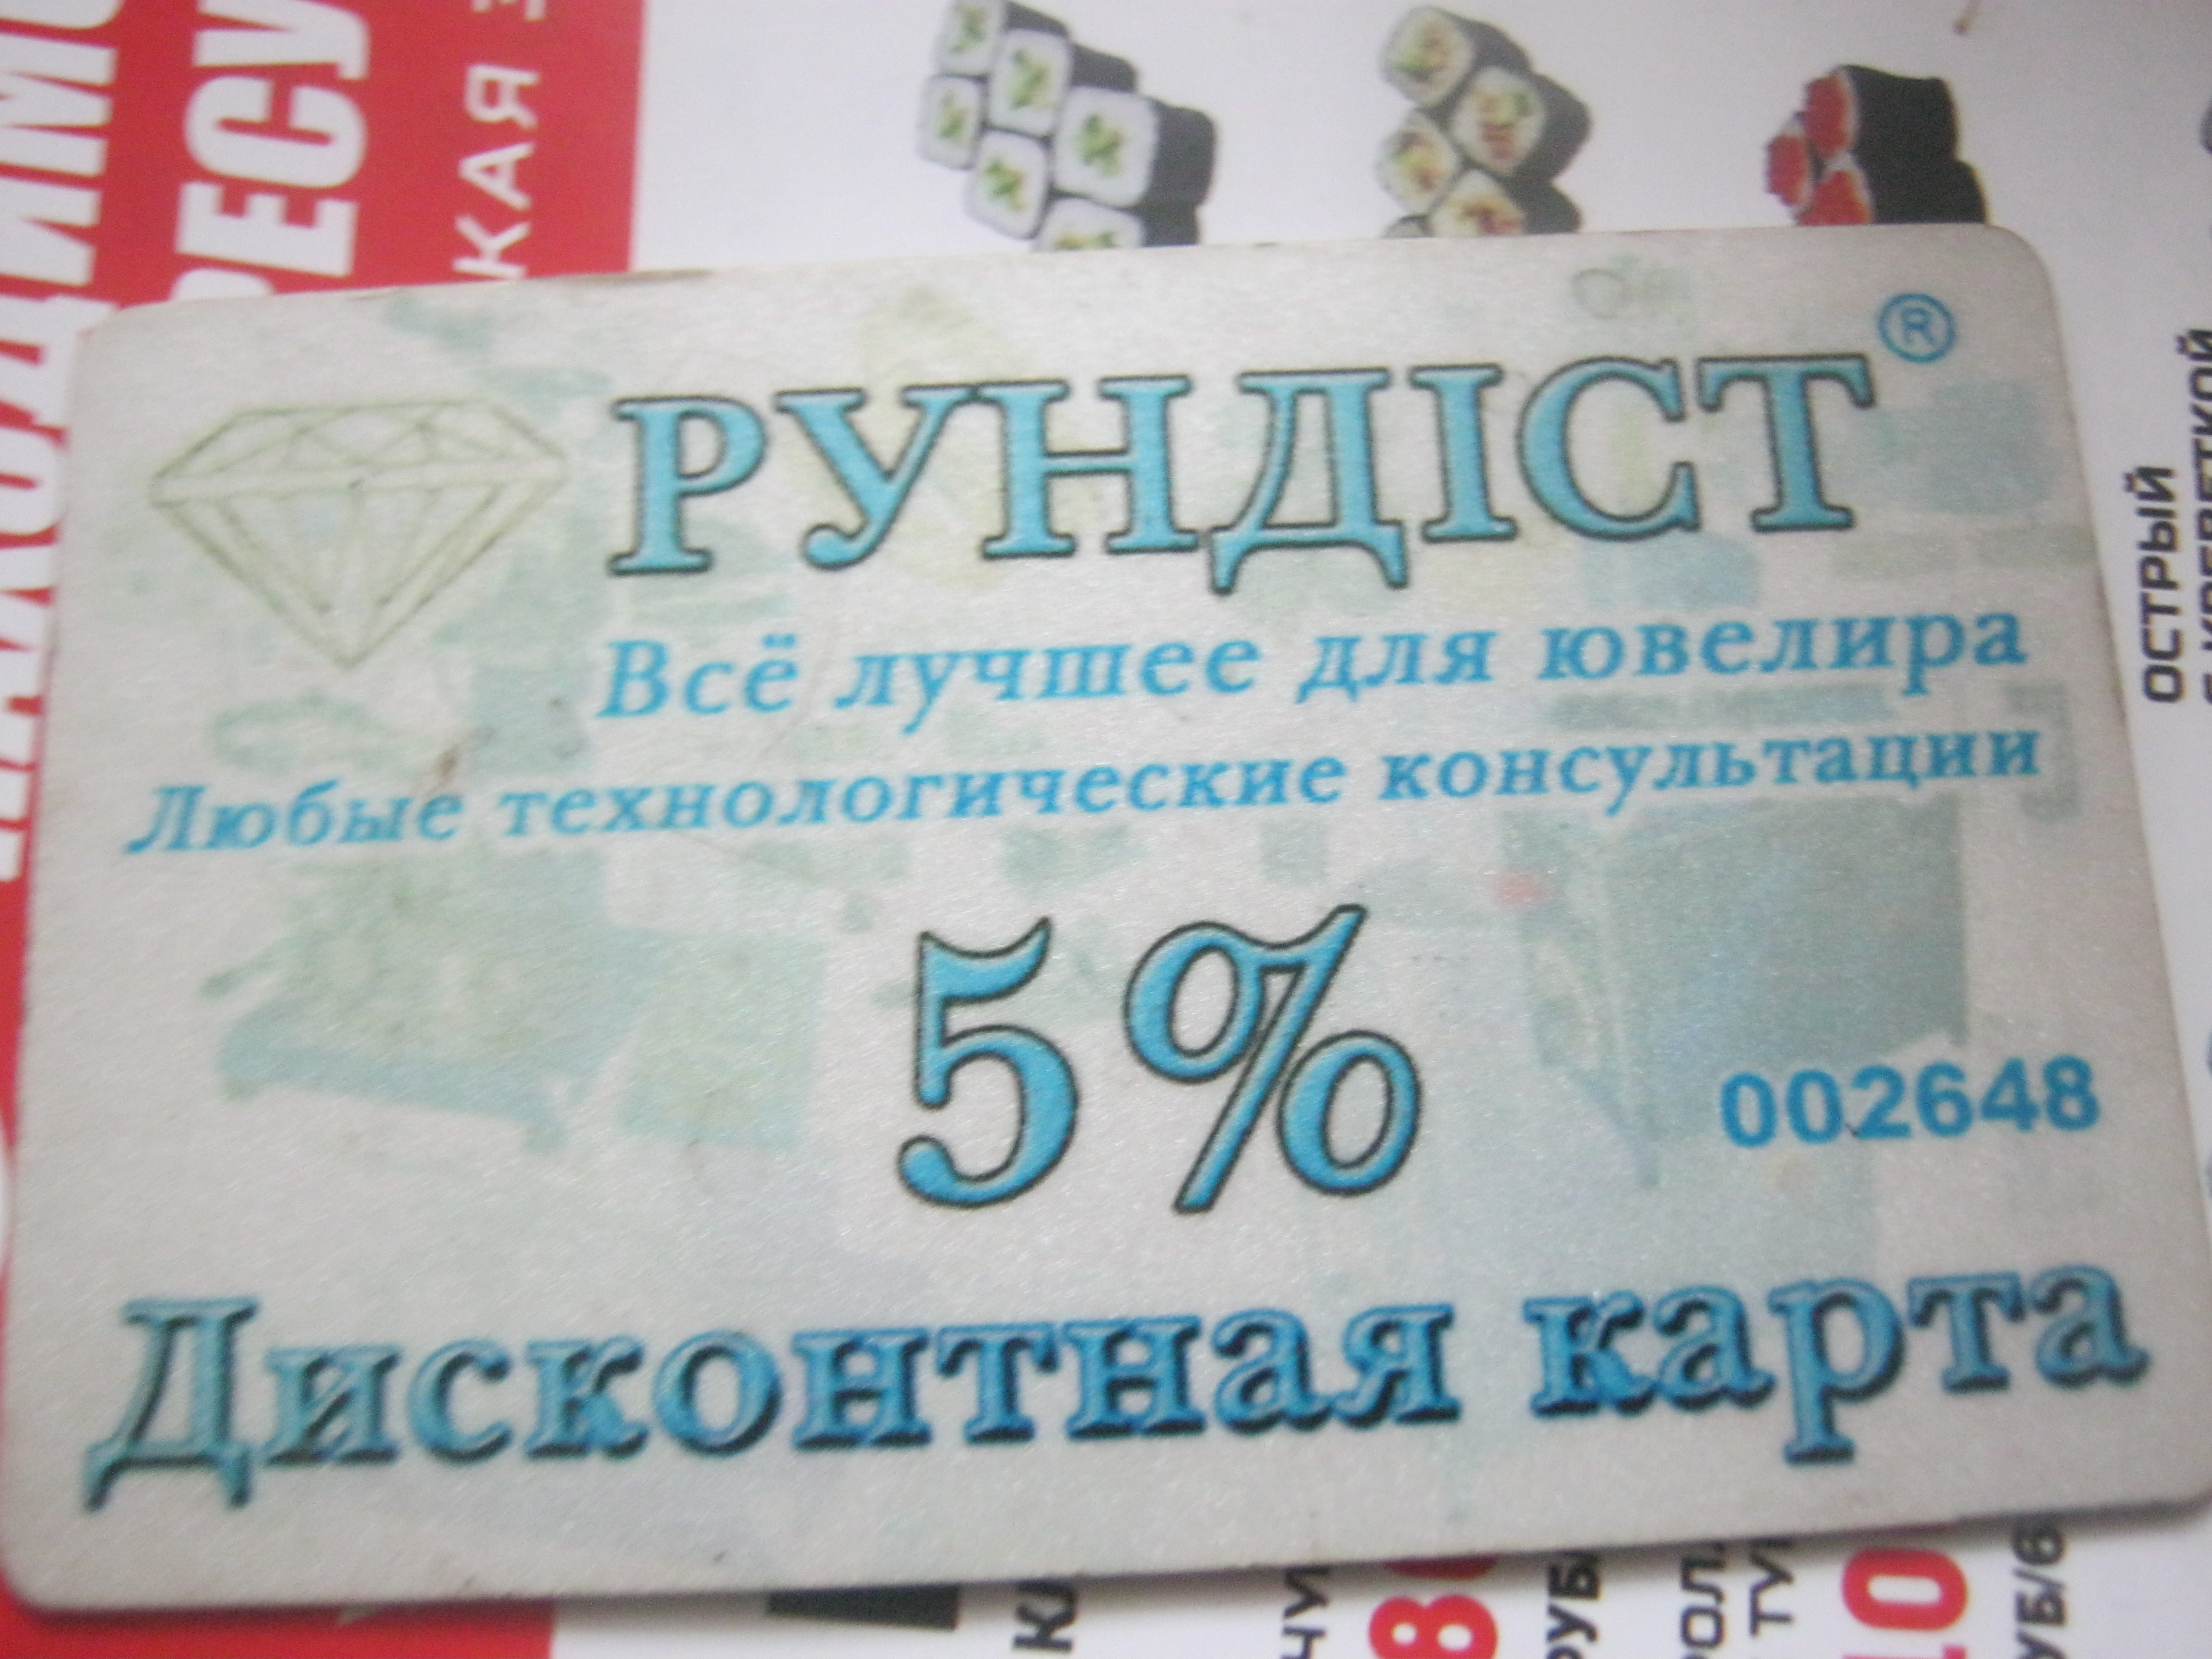 РУНДІСТ®
Всё лучшее для ювелира
Любые технологические консультации
5%
002648
Дисконтная карта
ОСТРЫЙ